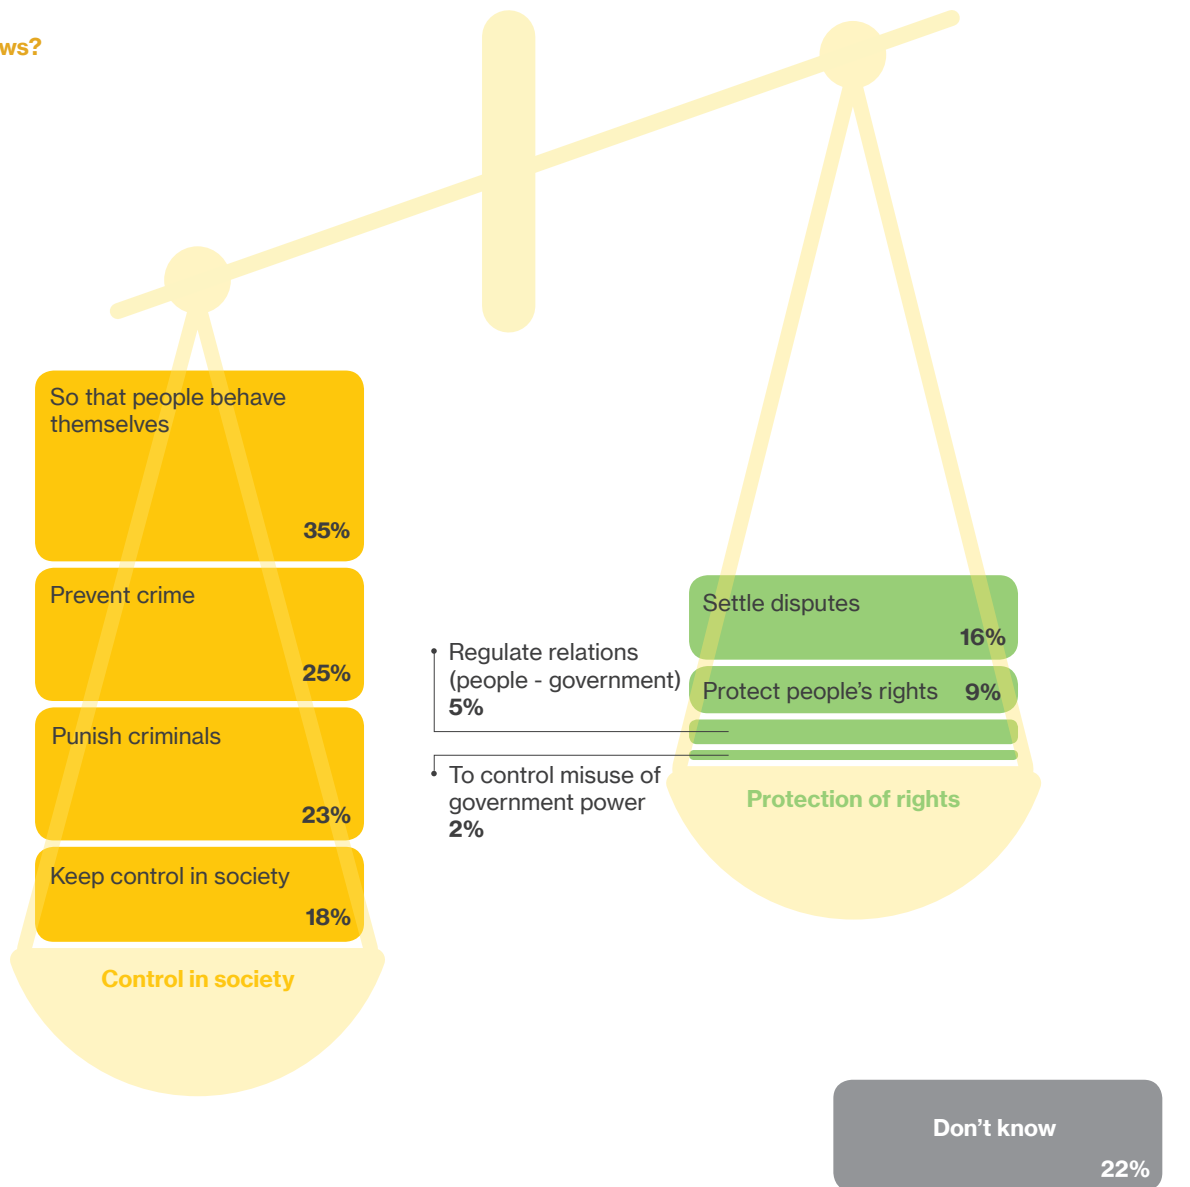 So that people behave
themselves
35%
Prevent crime
25%
Punish criminals
23%
Keep control in society
18%
Control in society
Regulate relations
(people - government)
5%
To control misuse of
government power
2%
Settle disputes
16%
Protect people's rights 9%
Protection of rights
Don't know
22%